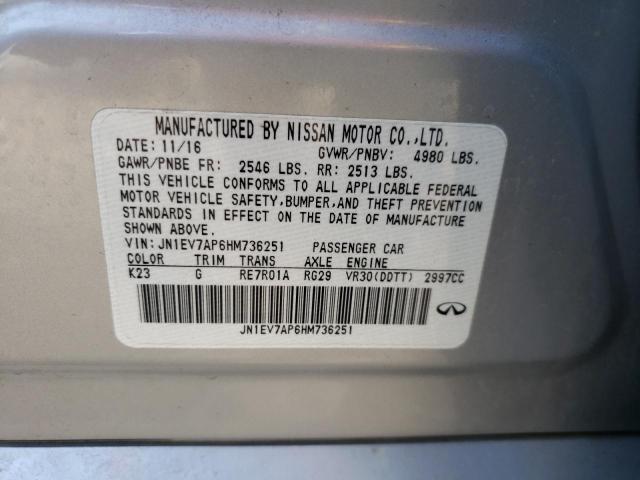 MANUFACTURED BY NISSAN MOTOR CO.,LTD.
DATE: 11/16 GVWR/PNBV: 4980 LBS.
GAWR/PNBE FR: 2546 LBS. RR: 2513 LBS.
THIS VEHICLE CONFORMS TO ALL APPLICABLE FEDERAL
MOTOR VEHICLE SAFETY,BUMPER,AND THEFT PREVENTION
STANDARDS IN EFFECT ON THE DATE OF MANUFACTURE
SHOWN ABOVE.
VIN: JN1EV7AP6HM736251 PASSENGER CAR
COLOR TRIM TRANS AXLE ENGINE
K23 G RE7R01A RG29 VR30(DDTT) 2997CC
JN1EV7AP6HM736251